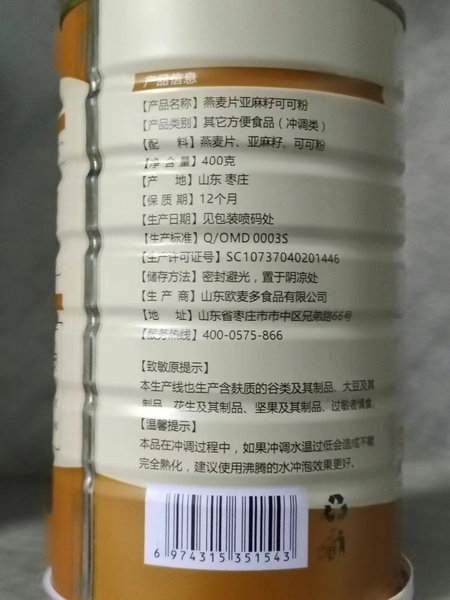 产品信息
【产品名称】燕麦片亚麻籽可可粉
【产品类别】其它方便食品（冲调类）
【配 料】燕麦片、亚麻籽、可可粉
【净 含 量】400克
【产 地】山东 枣庄
【保 质 期】12个月
【生产日期】见包装喷码处
【生产标准】Q/OMD 0003S
【生产许可证号】SC10737040201446
【储存方法】密封避光，置于阴凉处
【生 产 商】山东欧麦多食品有限公司
【地 址】山东省枣庄市市中区兄弟路66号
【服务热线】400-0575-866
【致敏原提示】
本生产线也生产含麸质的谷类及其制品、大豆及其
制品、花生及其制品、坚果及其制品、过敏者慎食。
【温馨提示】
本品在冲调过程中，如果冲调水温过低会造成不能
完全熟化，建议使用沸腾的水冲泡效果更好。
6 974315 351543